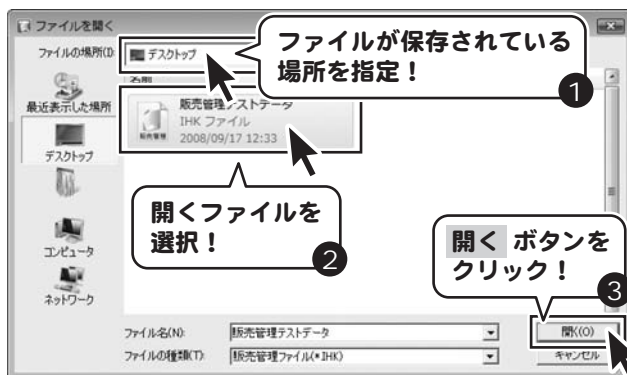 ファイルを開く
ファイルの場所(I):
デスクトップ
ファイルが保存されている
場所を指定！
1
名前
最近表示した場所
デスクトップ
コンピュータ
ネットワーク
販売管理テストデータ
IHK ファイル
2008/09/17 12:33
販売管理
開くファイルを
選択！
2
開く ボタンを
クリック！
3
ファイル名(N):
販売管理テストデータ
開く(O)
ファイルの種類(T):
販売管理ファイル(*.IHK)
キャンセル